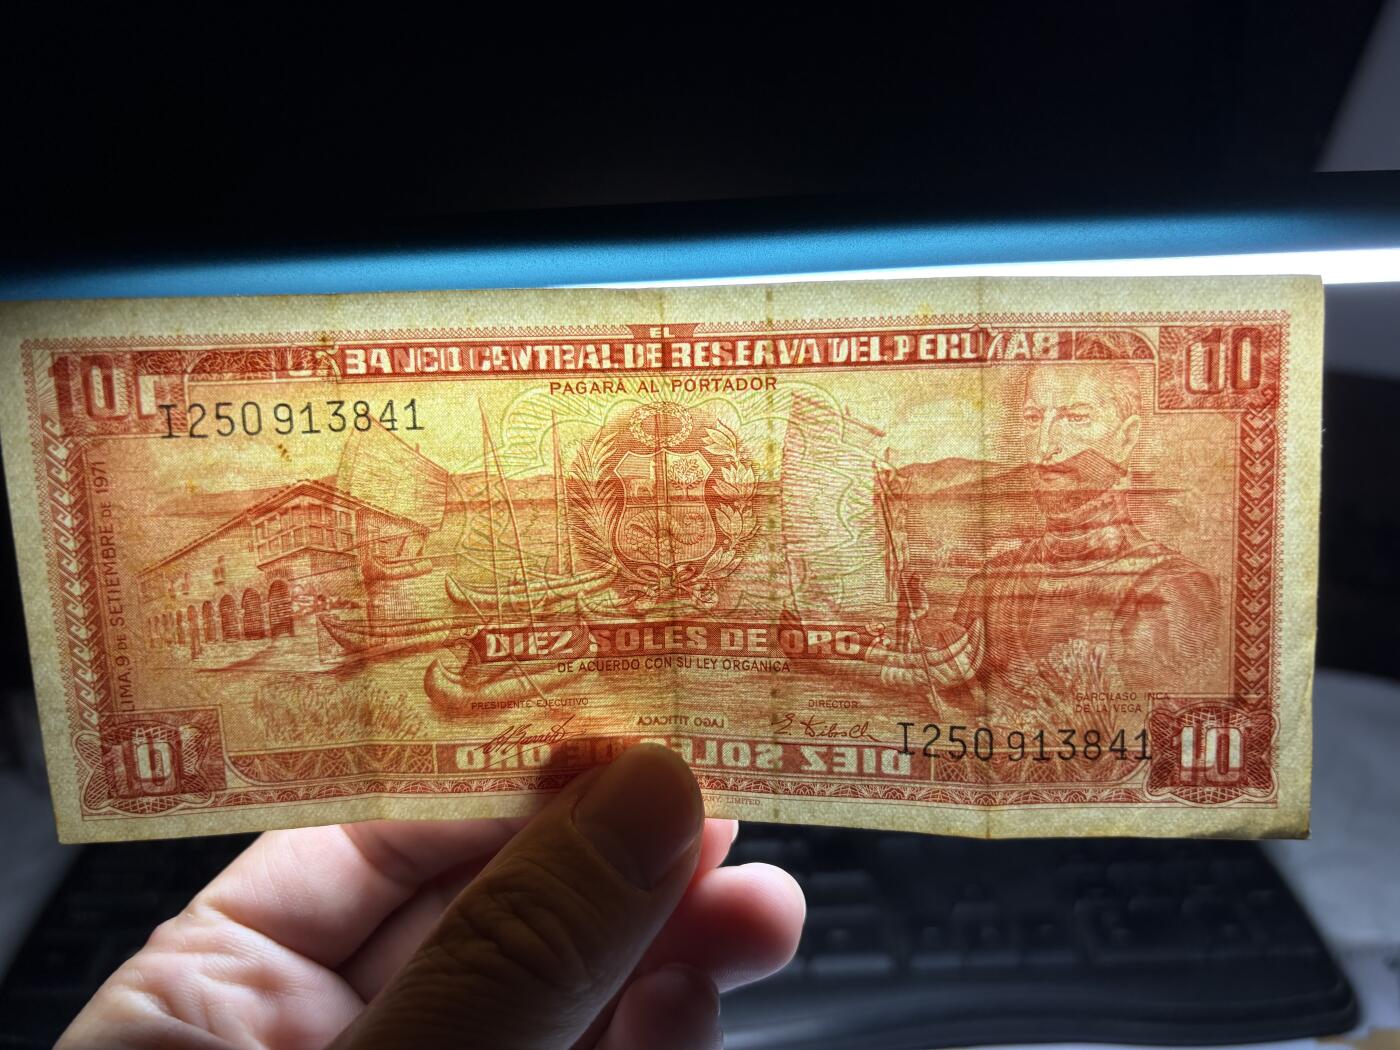 EL
BANCO CENTRAL DE RESERVA DEL PERU
10
10
PAGARA AL PORTADOR
I250913841
LIMA, 9 DE SETIEMBRE DE 1971
DIEZ SOLES DE ORO
DE ACUERDO CON SU LEY ORGANICA
PRESIDENTE EJECUTIVO
DIRECTOR
GARCILASO INCA
DE LA VEGA
LAGO TITICACA
I250913841
10
10
DIEZ SOLES DE ORO
LIMITED.